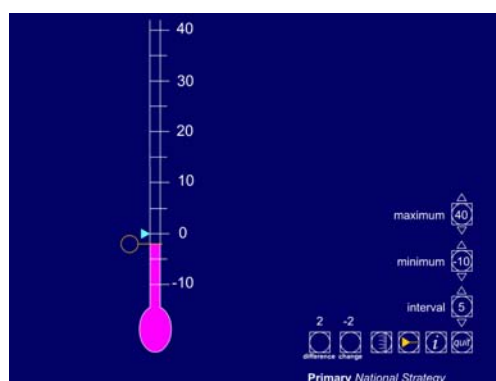 40
30
20
10
0
-10
maximum 40
minimum -10
interval 5
2 -2
difference change i quit
Primary National Strategy